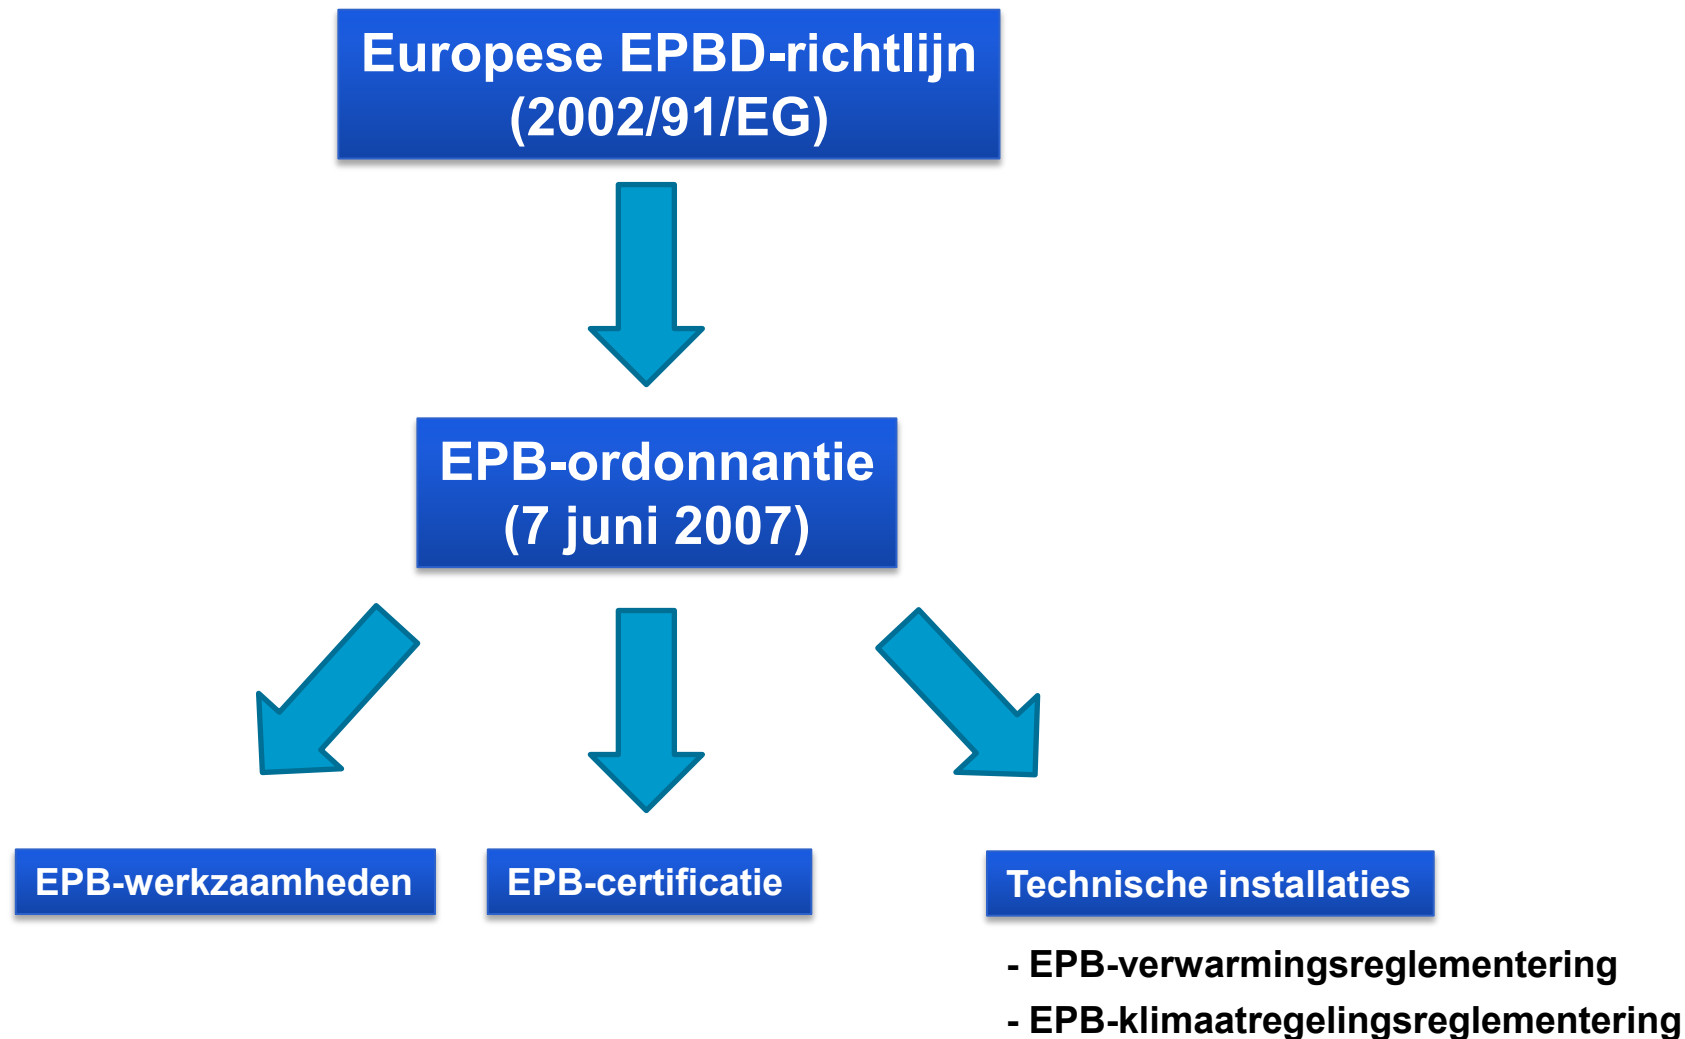 Europese EPBD-richtlijn
(2002/91/EG)
EPB-ordonnantie
(7 juni 2007)
EPB-werkzaamheden
EPB-certificatie
Technische installaties
- EPB-verwarmingsreglementering
- EPB-klimaatregelingsreglementering